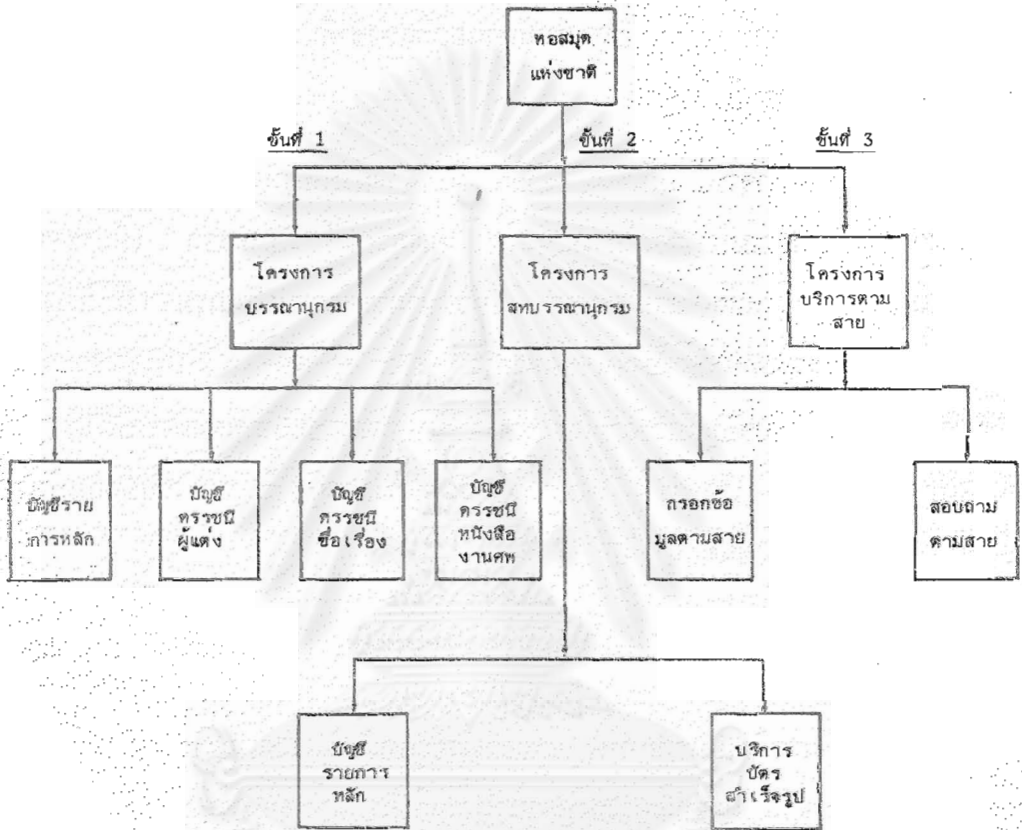 หอสมุด
แห่งชาติ
ขั้นที่ 1
ขั้นที่ 2
ขั้นที่ 3
โครงการ
บรรณานุกรม
โครงการ
สหบรรณานุกรม
โครงการ
บริการตาม
สาย
บัญชีราย
การหลัก
บัญชี
ดรรชนี
ผู้แต่ง
บัญชี
ดรรชนี
ชื่อเรื่อง
บัญชี
ดรรชนี
หนังสือ
งานศพ
กรอกข้อ
มูลตามสาย
สอบถาม
ตามสาย
บัญชี
รายการ
หลัก
บริการ
บัตร
สำเร็จรูป